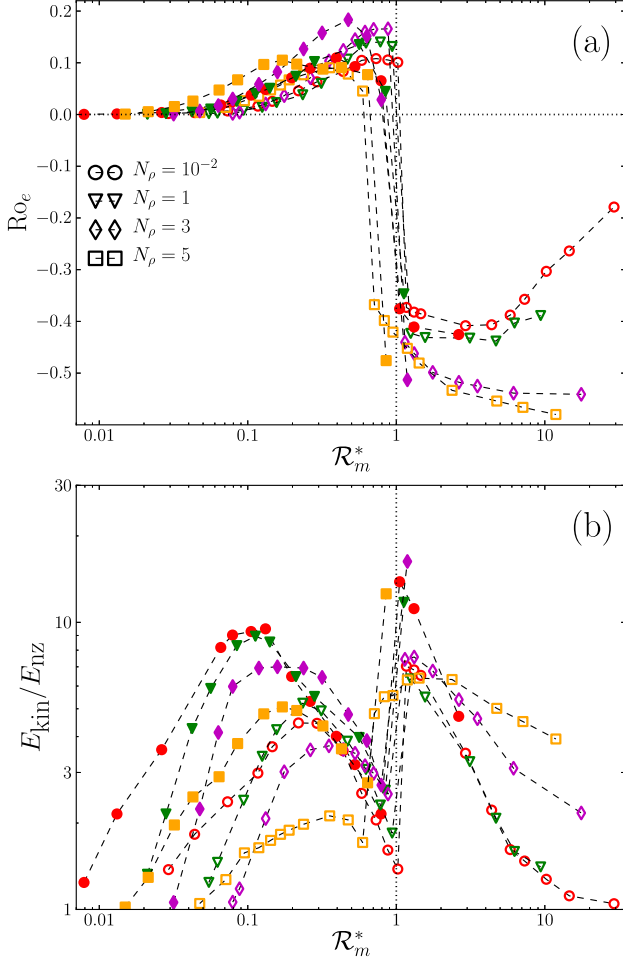 0.2
(a)
0.1
0.0
−0.1
N_ρ = 10^{-2}
N_ρ = 1
−0.2
N_ρ = 3
N_ρ = 5
Ro_e
−0.3
−0.4
−0.5
0.01 0.1 1 10
ℛ*_m
30
(b)
10
E_kin/E_nz
3
1
0.01 0.1 1 10
ℛ*_m